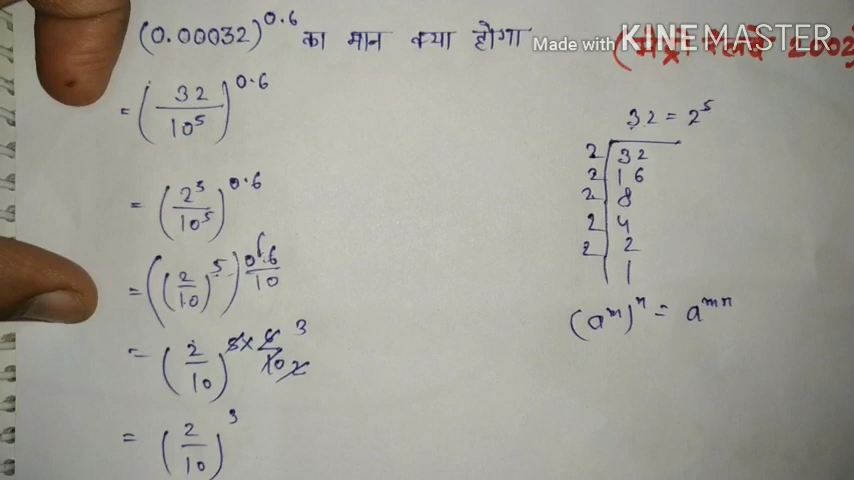 (0.00032)^0.6 का मान क्या होगा
Made with KINEMASTER
2002)
= (32/10^5)^0.6
= (2^5/10^5)^0.6
= ((2/10)^5)^0.6/10
= (2/10)^5×6/10 3 2
= (2/10)^3
32 = 2^5
2 | 32
2 | 16
2 | 8
2 | 4
2 | 2
1
(a^m)^n = a^mn